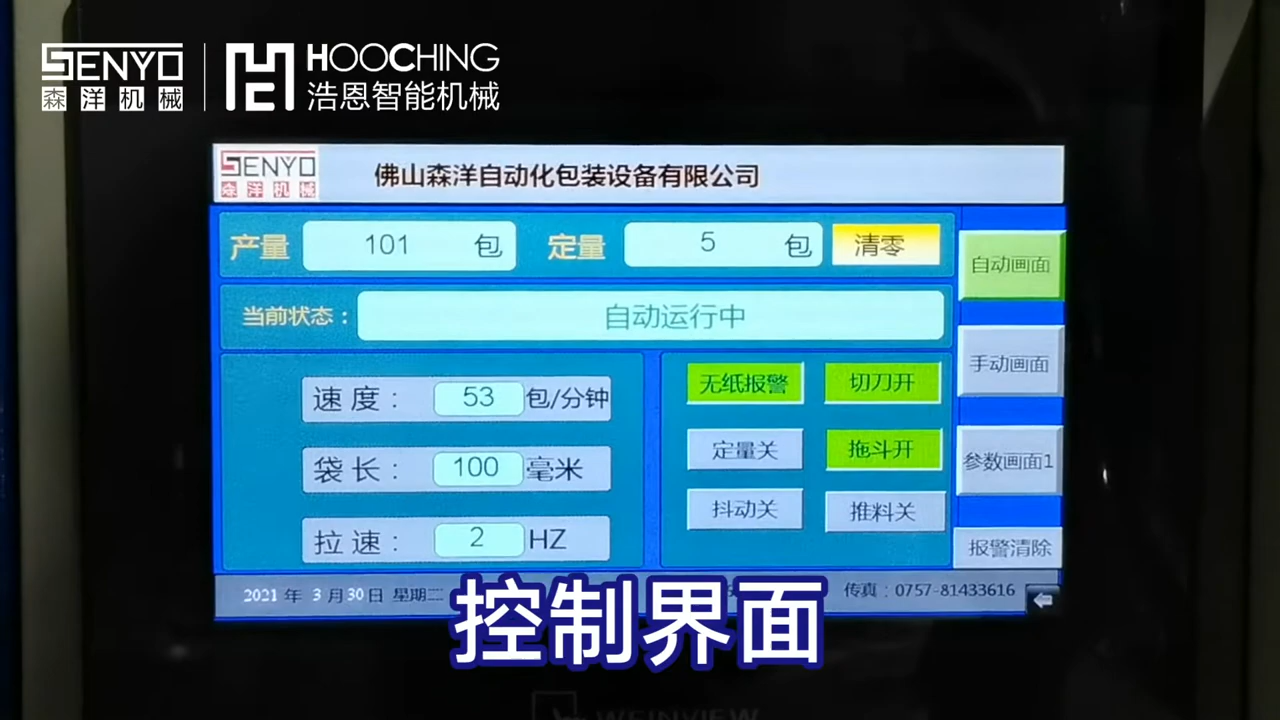 SENYO
森洋机械
HOOCHING
浩恩智能机械
SENYO
森洋机械
佛山森洋自动化包装设备有限公司
产量 101 包 定量 5 包 清零
当前状态： 自动运行中
速度： 53 包/分钟
袋长： 100 毫米
拉速： 2 HZ
无纸报警 切刀开
定量关 拖斗开
抖动关 推料关
自动画面
手动画面
参数画面1
报警清除
2021 年 3 月 30 日 星期二
传真：0757-81433616
控制界面
WEINVIEW